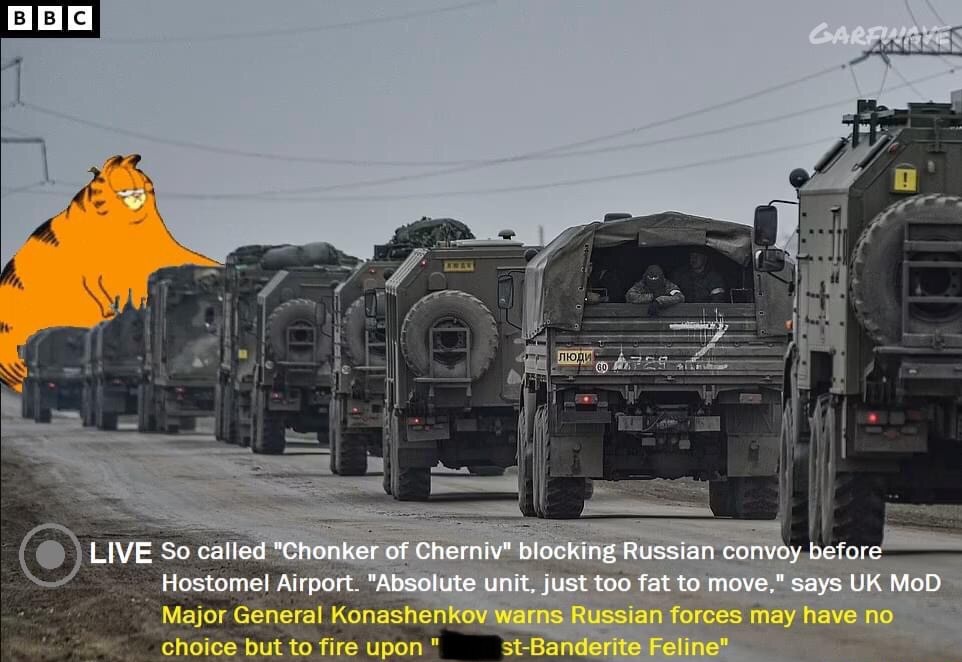 BBC
GARFWAVE
ЛЮДИ
60
LIVE So called "Chonker of Cherniv" blocking Russian convoy before
Hostomel Airport. "Absolute unit, just too fat to move," says UK MoD
Major General Konashenkov warns Russian forces may have no
choice but to fire upon " st-Banderite Feline"